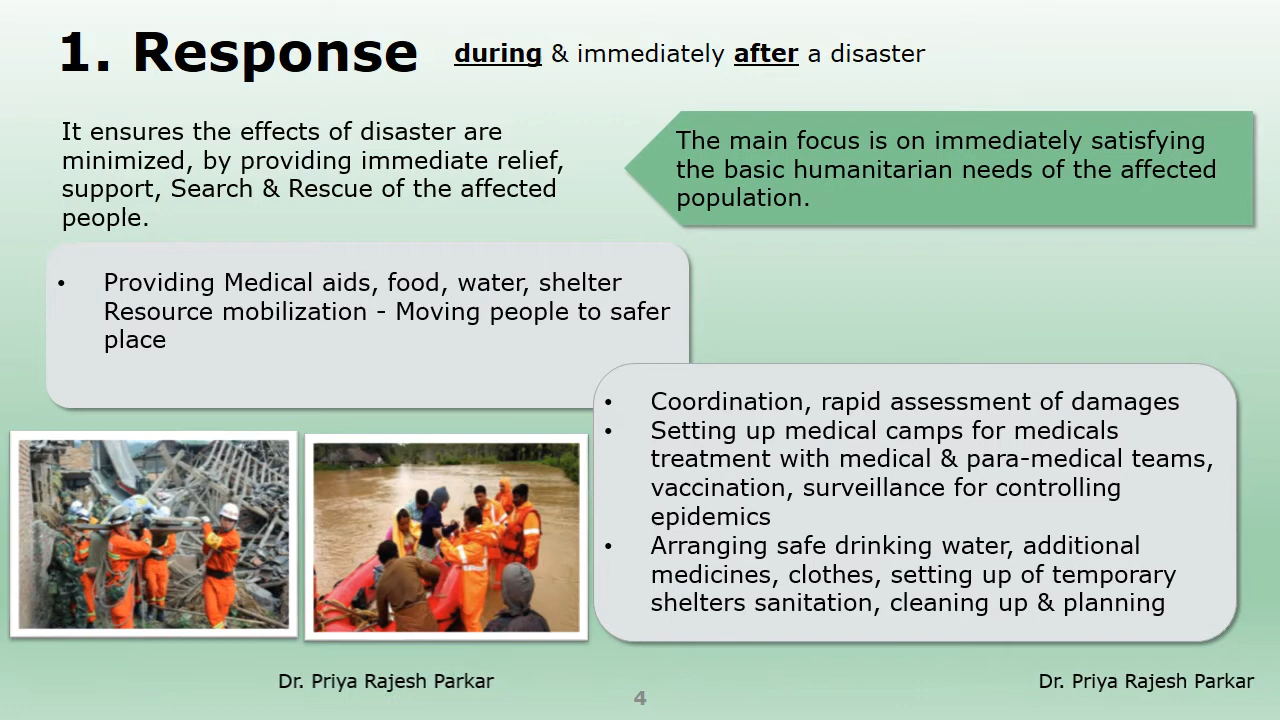 1. Response during & immediately after a disaster
It ensures the effects of disaster are
minimized, by providing immediate relief,
support, Search & Rescue of the affected
people.
The main focus is on immediately satisfying
the basic humanitarian needs of the affected
population.
• Providing Medical aids, food, water, shelter
Resource mobilization - Moving people to safer
place
• Coordination, rapid assessment of damages
• Setting up medical camps for medicals
treatment with medical & para-medical teams,
vaccination, surveillance for controlling
epidemics
• Arranging safe drinking water, additional
medicines, clothes, setting up of temporary
shelters sanitation, cleaning up & planning
Dr. Priya Rajesh Parkar
4
Dr. Priya Rajesh Parkar